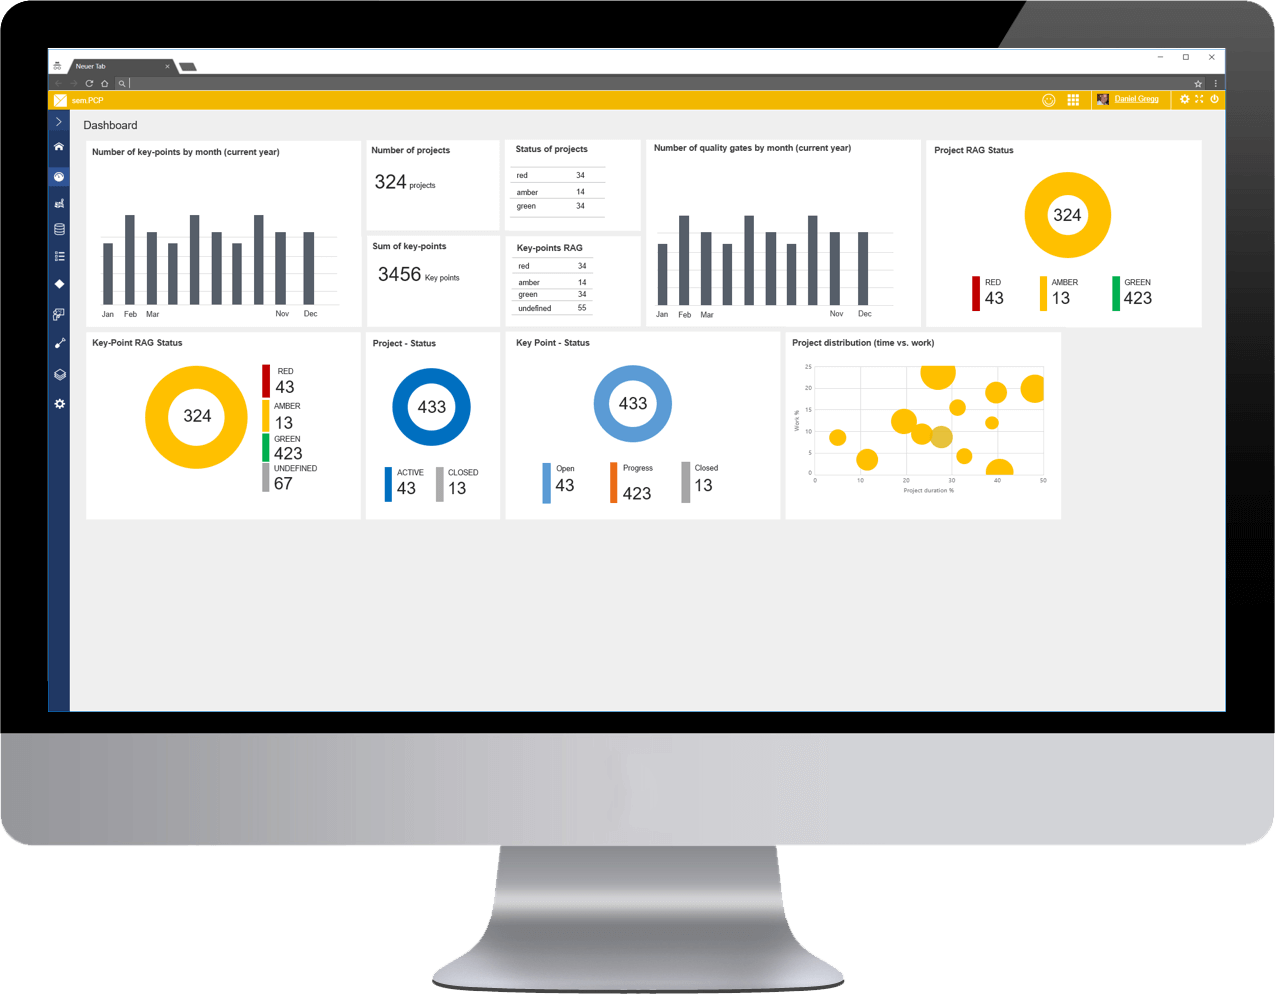 Neuer Tab
sem.PCP
Daniel Gregg
Dashboard
Number of key-points by month (current year)
Jan Feb Mar Nov Dec
Number of projects
324 projects
Sum of key-points
3456 Key points
Status of projects
red 34
amber 14
green 34
Key-points RAG
red 34
amber 14
green 34
undefined 55
Number of quality gates by month (current year)
Jan Feb Mar Nov Dec
Project RAG Status
324
RED
43
AMBER
13
GREEN
423
Key-Point RAG Status
324
RED
43
AMBER
13
GREEN
423
UNDEFINED
67
Project - Status
433
ACTIVE
43
CLOSED
13
Key Point - Status
433
Open
43
Progress
423
Closed
13
Project distribution (time vs. work)
25
20
15
10
5
0
Work %
0 10 20 30 40 50
Project duration %